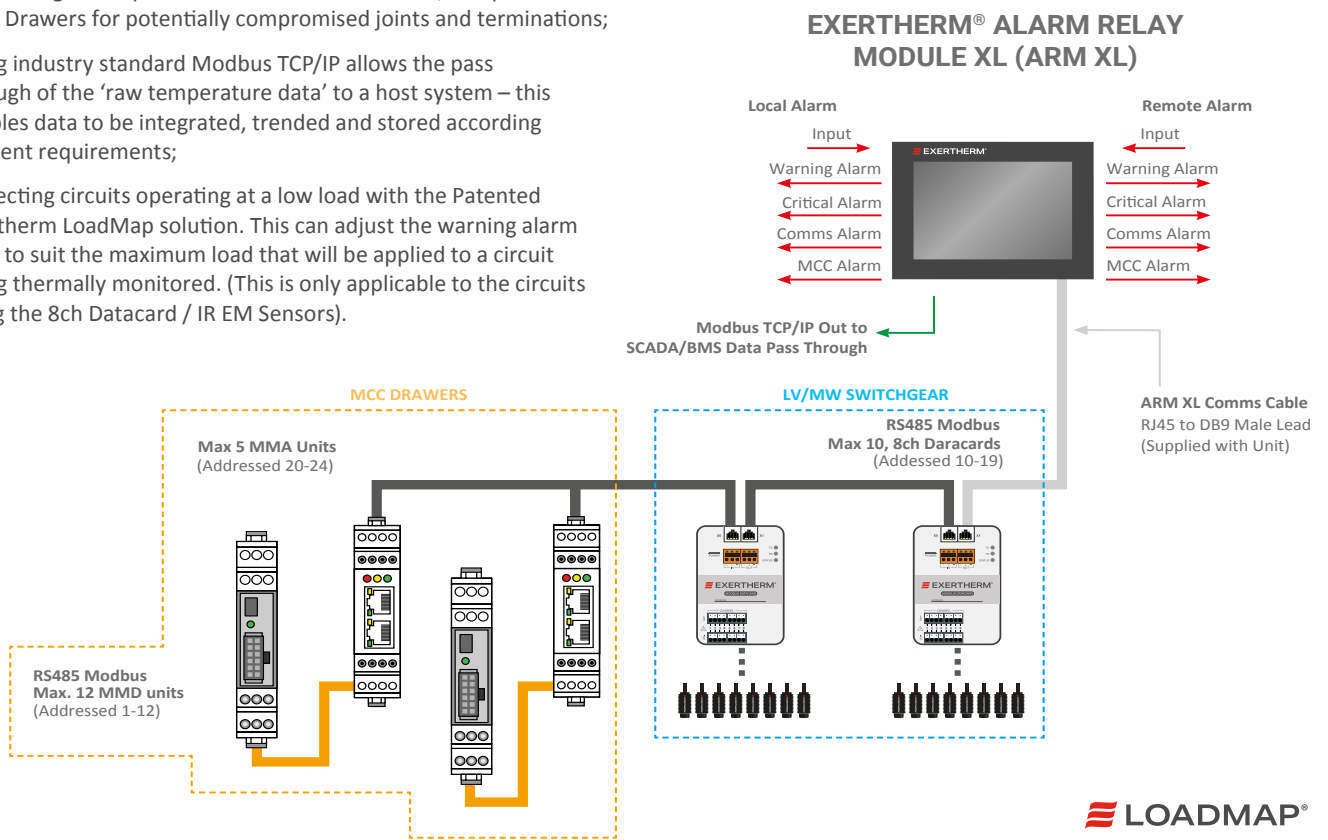 Drawers for potentially compromised joints and terminations;
industry standard Modbus TCP/IP allows the pass
of the ‘raw temperature data’ to a host system – this
data to be integrated, trended and stored according
requirements;
circuits operating at a low load with the Patented
LoadMap solution. This can adjust the warning alarm
to suit the maximum load that will be applied to a circuit
thermally monitored. (This is only applicable to the circuits
the 8ch Datacard / IR EM Sensors).
EXERTHERM® ALARM RELAY
MODULE XL (ARM XL)
Local Alarm
Input
Warning Alarm
Critical Alarm
Comms Alarm
MCC Alarm
EXERTHERM
Remote Alarm
Input
Warning Alarm
Critical Alarm
Comms Alarm
MCC Alarm
Modbus TCP/IP Out to
SCADA/BMS Data Pass Through
ARM XL Comms Cable
RJ45 to DB9 Male Lead
(Supplied with Unit)
MCC DRAWERS
Max 5 MMA Units
(Addressed 20-24)
RS485 Modbus
Max. 12 MMD units
(Addressed 1-12)
LV/MW SWITCHGEAR
RS485 Modbus
Max 10, 8ch Daracards
(Addessed 10-19)
EXERTHERM
EXERTHERM
LOADMAP®